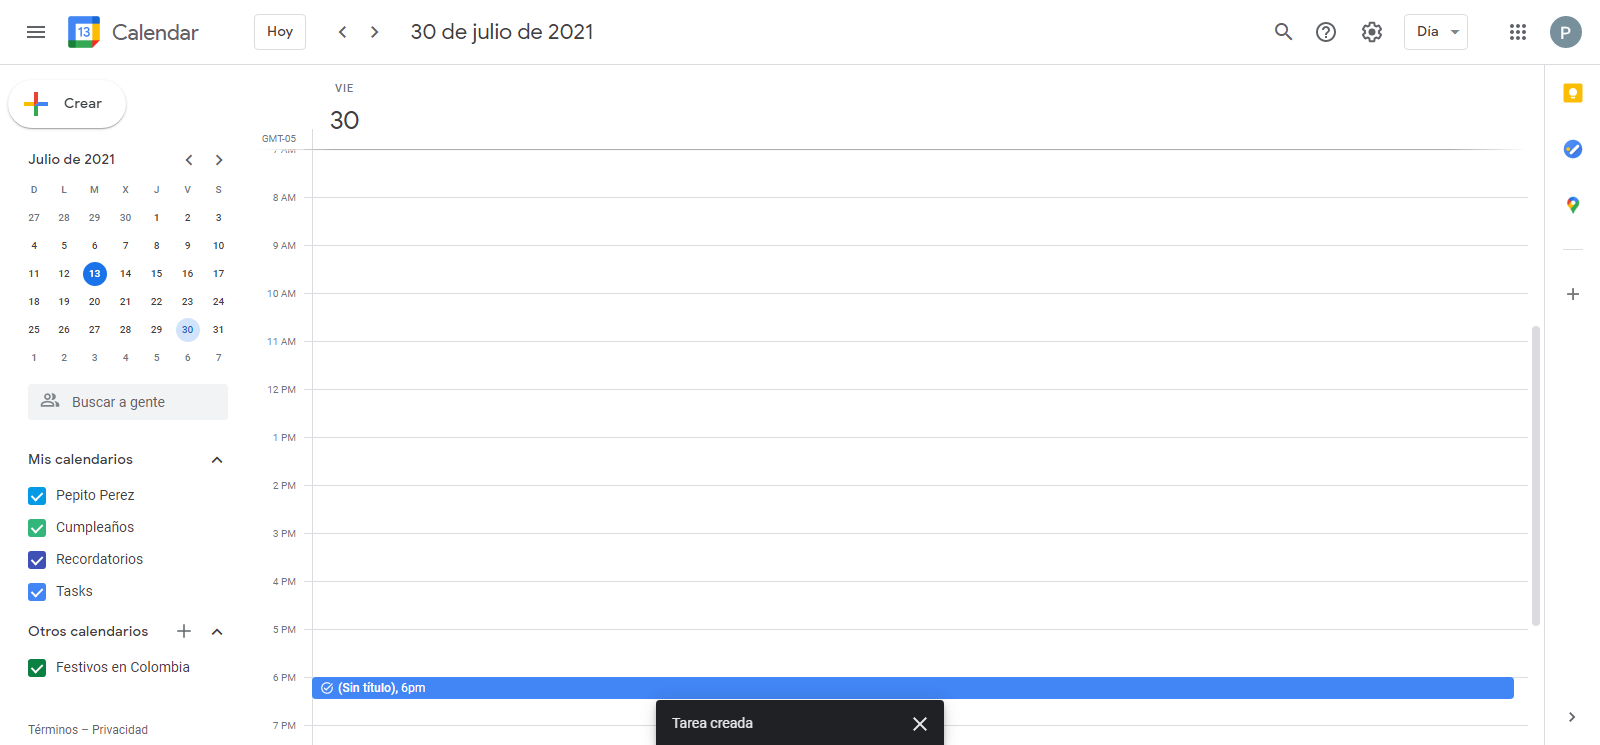 13 Calendar
Hoy
30 de julio de 2021
Día
P
Crear
Julio de 2021
D L M X J V S
27 28 29 30 1 2 3
4 5 6 7 8 9 10
11 12 13 14 15 16 17
18 19 20 21 22 23 24
25 26 27 28 29 30 31
1 2 3 4 5 6 7
Buscar a gente
Mis calendarios
Pepito Perez
Cumpleaños
Recordatorios
Tasks
Otros calendarios
Festivos en Colombia
Términos – Privacidad
VIE
30
GMT-05
7 AM
8 AM
9 AM
10 AM
11 AM
12 PM
1 PM
2 PM
3 PM
4 PM
5 PM
6 PM
(Sin título), 6pm
7 PM
Tarea creada